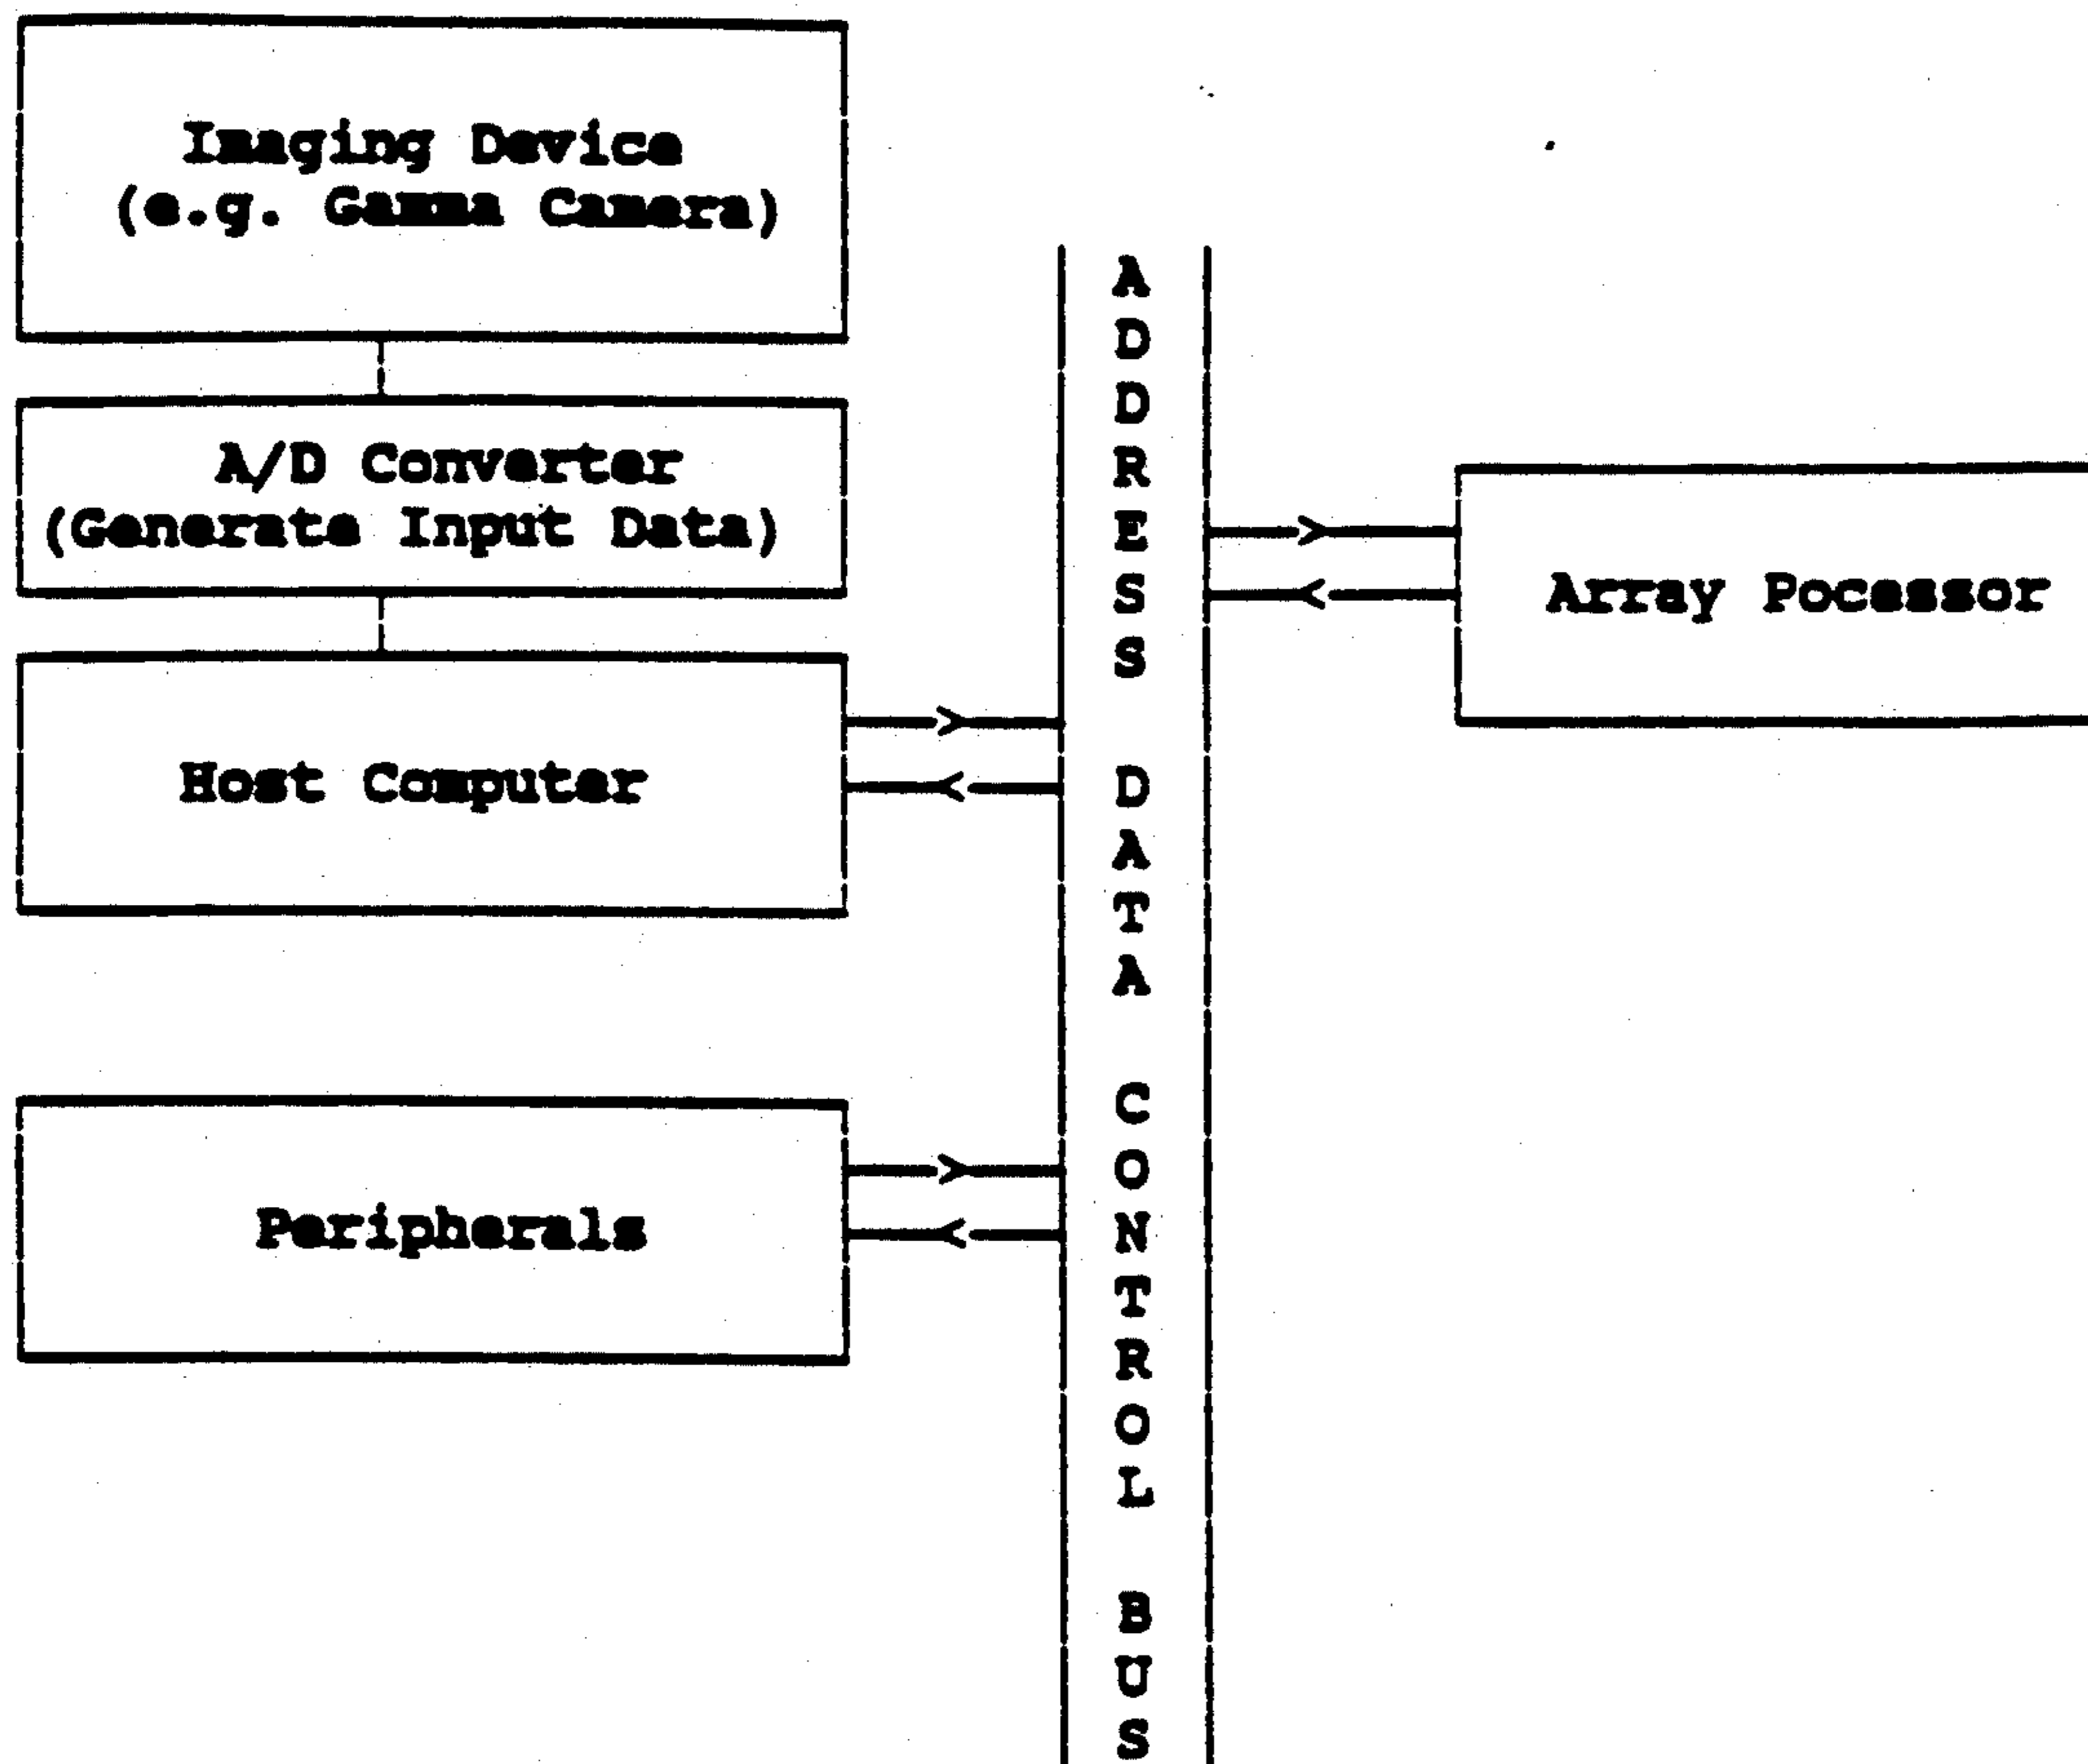 Imaging Device
(e.g. Gamma Camera)
A/D Converter
(Generate Input Data)
Host Computer
Peripherals
ADDRESS DATA CONTROL BUS
Array Pocessor